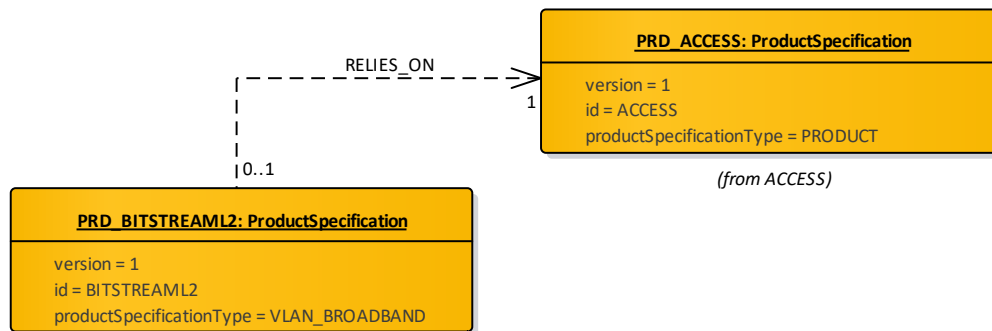 PRD_ACCESS: ProductSpecification
version = 1
id = ACCESS
productSpecificationType = PRODUCT
(from ACCESS)
RELIES_ON
1
0..1
PRD_BITSTREAML2: ProductSpecification
version = 1
id = BITSTREAML2
productSpecificationType = VLAN_BROADBAND